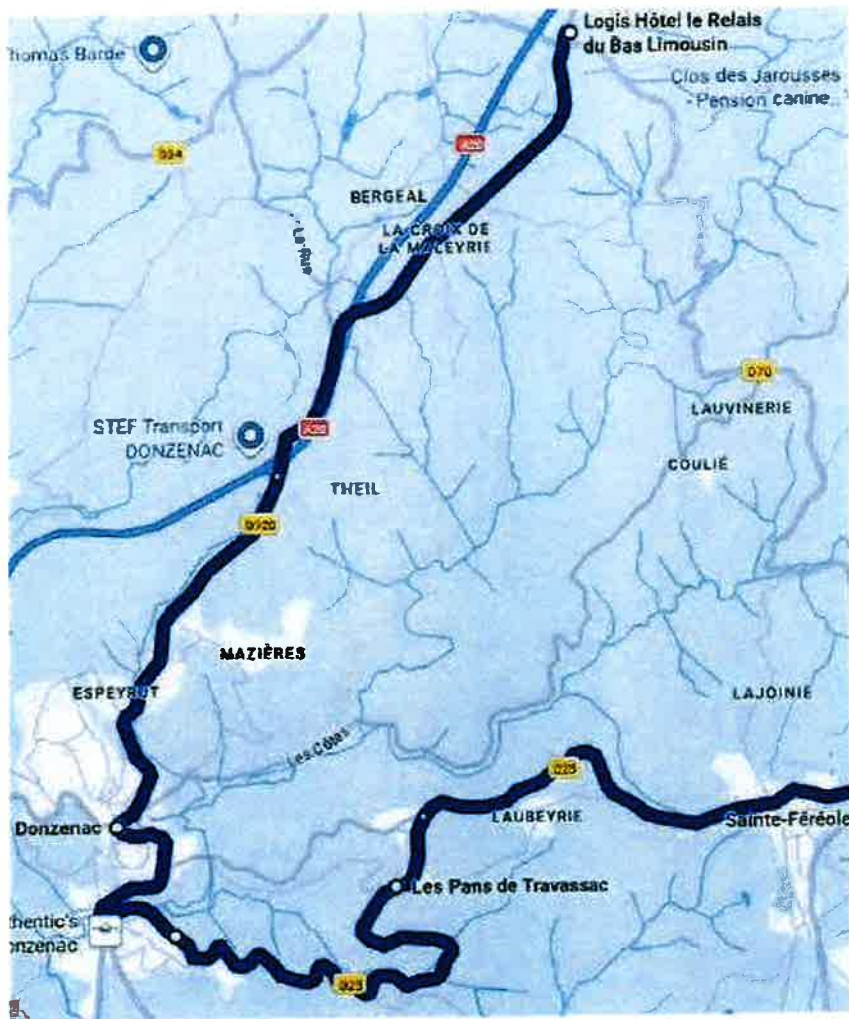 Logis Hôtel le Relais
du Bas Limousin
Thomas Barde
Clos des Jarousses
- Pension canine...
D34
BERGEAL
LA CROIX DE
LA MACEYRIE
D70
LAUVINERIE
STEF Transport
DONZENAC
A20
COULIÉ
THEIL
D920
MAZIÈRES
ESPEYRUT
LAJOINIE
Les Côtes
D25
LAUBEYRIE
Donzenac
Sainte-Féréole
Les Pans de Travassac
thentic's
onzenac
D25